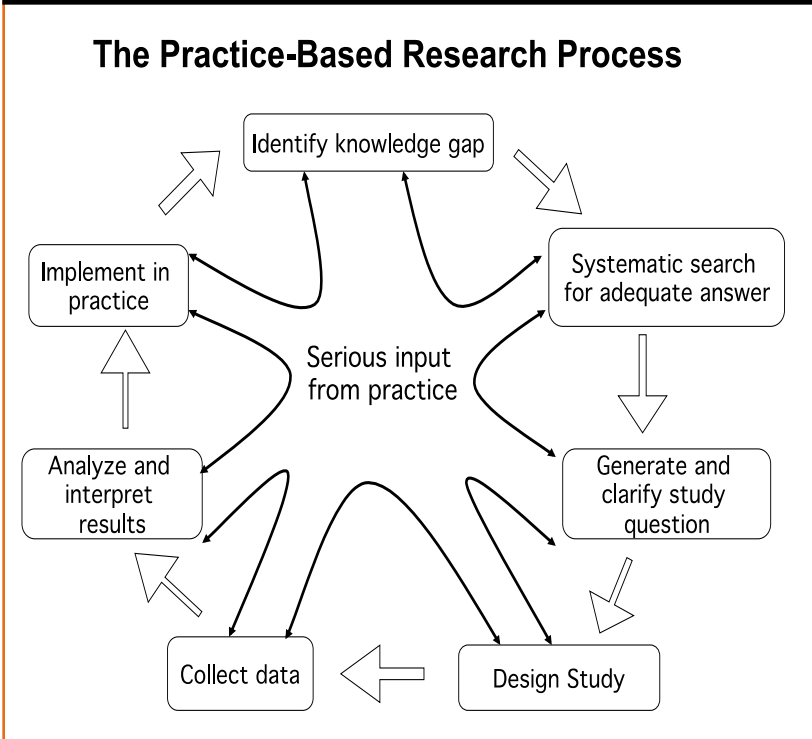 The Practice-Based Research Process
Identify knowledge gap
Systematic search
for adequate answer
Generate and
clarify study
question
Design Study
Collect data
Analyze and
interpret
results
Implement in
practice
Serious input
from practice